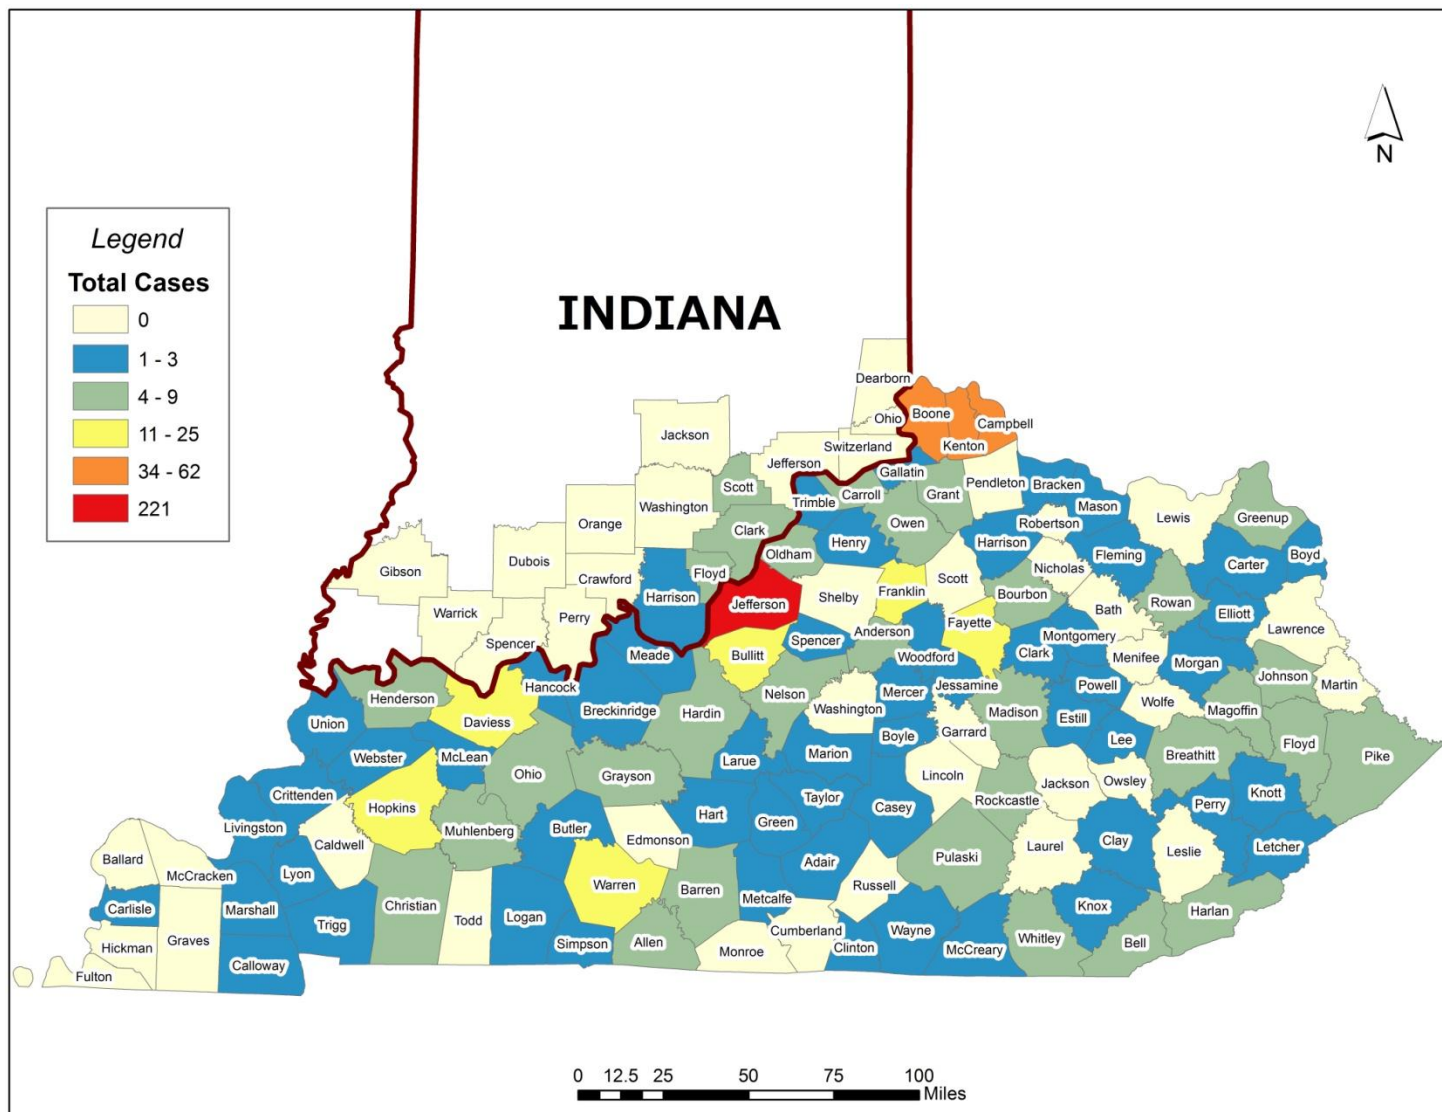 N
Legend
Total Cases
0
1 - 3
4 - 9
11 - 25
34 - 62
221
INDIANA
Dearborn
Ohio
Boone
Campbell
Kenton
Jackson
Switzerland
Jefferson
Gallatin
Scott
Carroll
Grant
Pendleton
Bracken
Trimble
Mason
Washington
Orange
Owen
Robertson
Lewis
Greenup
Clark
Henry
Harrison
Oldham
Fleming
Boyd
Dubois
Carter
Gibson
Floyd
Crawford
Scott
Nicholas
Harrison
Shelby
Franklin
Bourbon
Rowan
Jefferson
Bath
Elliott
Warrick
Perry
Fayette
Lawrence
Spencer
Spencer
Anderson
Montgomery
Meade
Bullitt
Woodford
Clark
Menifee
Morgan
Johnson
Hancock
Jessamine
Powell
Martin
Henderson
Nelson
Mercer
Wolfe
Magoffin
Washington
Breckinridge
Hardin
Madison
Estill
Union
Daviess
Garrard
Boyle
Lee
Floyd
Breathitt
Pike
Webster
McLean
Larue
Marion
Ohio
Grayson
Lincoln
Jackson
Owsley
Knott
Crittenden
Taylor
Rockcastle
Perry
Hopkins
Casey
Hart
Green
Livingston
Muhlenberg
Butler
Edmonson
Clay
Caldwell
Laurel
Letcher
Leslie
Ballard
Adair
Pulaski
Lyon
McCracken
Warren
Russell
Barren
Metcalfe
Knox
Carlisle
Marshall
Christian
Todd
Logan
Harlan
Trigg
Cumberland
Wayne
Hickman
Graves
Simpson
Allen
Monroe
Clinton
McCreary
Whitley
Bell
Calloway
Fulton
0 12.5 25 50 75 100
Miles